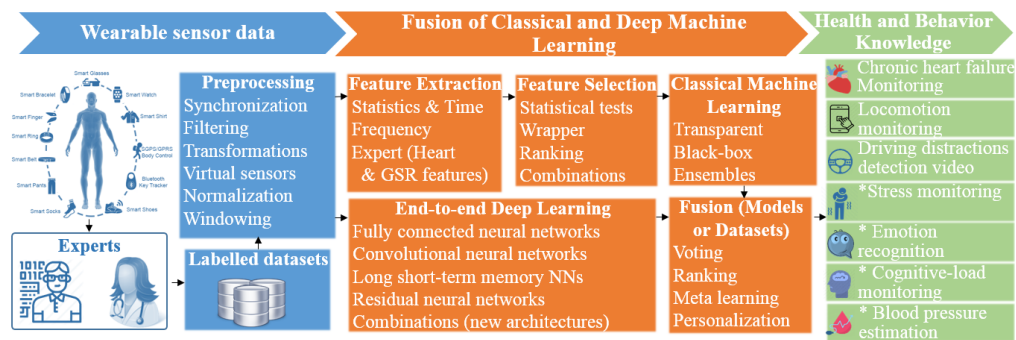 Wearable sensor data
Fusion of Classical and Deep Machine
Learning
Health and Behavior
Knowledge
Smart Glasses
Smart Bracelet
Smart Watch
Smart Finger
Smart Shirt
Smart Ring
SGPS/GPRS
Body Control
Smart Belt
Bluetooth
Key Tracker
Smart Pants
Smart Socks
Smart Shoes
Experts
Preprocessing
Synchronization
Filtering
Transformations
Virtual sensors
Normalization
Windowing
Labelled datasets
Feature Extraction
Statistics & Time
Frequency
Expert (Heart
& GSR features)
Feature Selection
Statistical tests
Wrapper
Ranking
Combinations
Classical Machine
Learning
Transparent
Black-box
Ensembles
End-to-end Deep Learning
Fully connected neural networks
Convolutional neural networks
Long short-term memory NNs
Residual neural networks
Combinations (new architectures)
Fusion (Models
or Datasets)
Voting
Ranking
Meta learning
Personalization
Chronic heart failure
Monitoring
Locomotion
monitoring
Driving distractions
detection video
*Stress monitoring
* Emotion
recognition
* Cognitive-load
monitoring
* Blood pressure
estimation